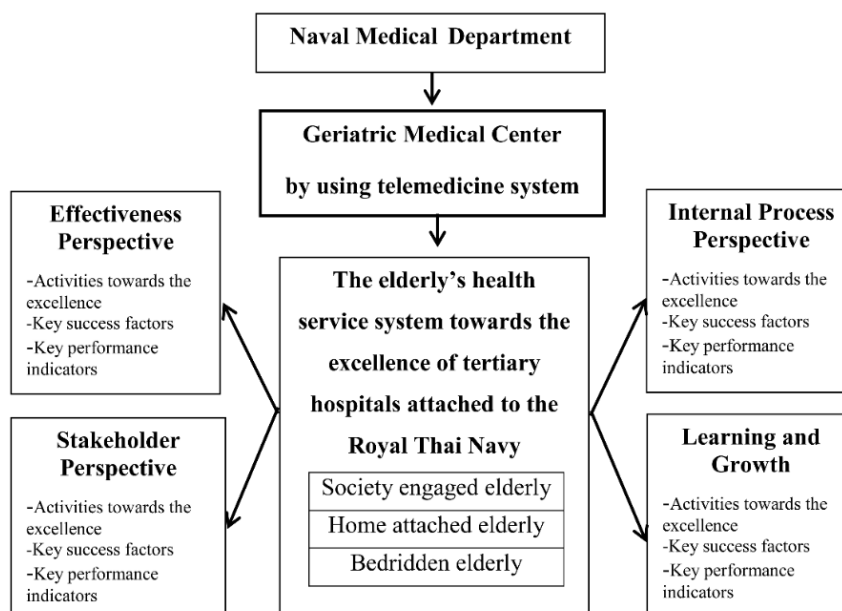 Naval Medical Department
Geriatric Medical Center
by using telemedicine system
Effectiveness
Perspective
-Activities towards the
excellence
-Key success factors
-Key performance
indicators
Stakeholder
Perspective
-Activities towards the
excellence
-Key success factors
-Key performance
indicators
The elderly's health
service system towards the
excellence of tertiary
hospitals attached to the
Royal Thai Navy
Society engaged elderly
Home attached elderly
Bedridden elderly
Internal Process
Perspective
-Activities towards the
excellence
-Key success factors
-Key performance
indicators
Learning and
Growth
-Activities towards the
excellence
-Key success factors
-Key performance
indicators